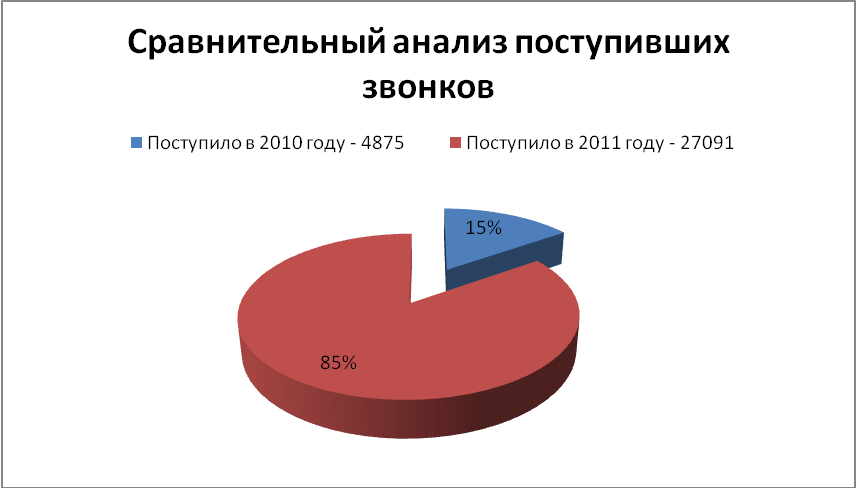 Сравнительный анализ поступивших
звонков
Поступило в 2010 году - 4875
Поступило в 2011 году - 27091
15%
85%